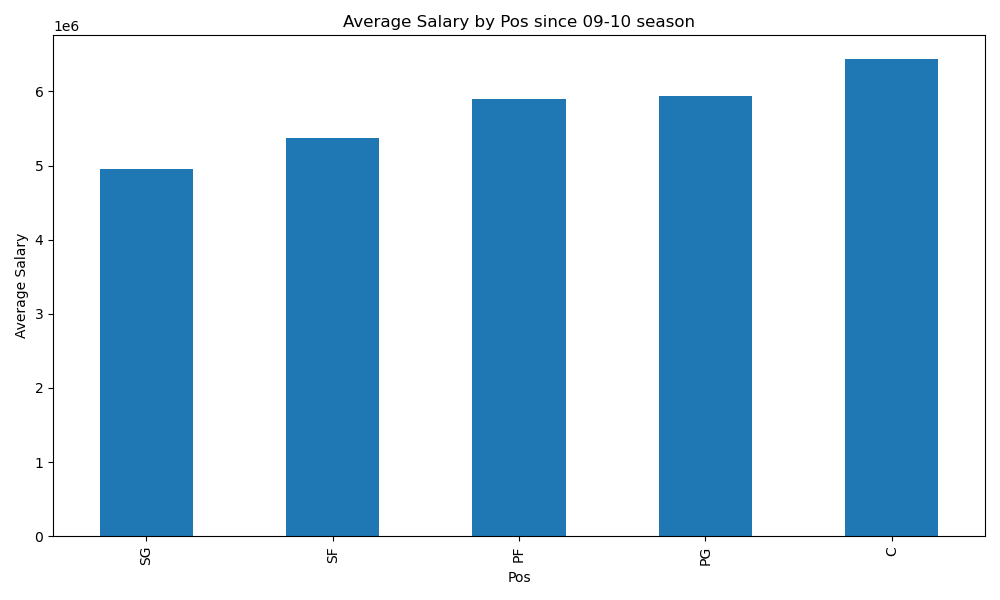 Average Salary by Pos since 09-10 season
1e6
6
5
4
3
2
1
0
Average Salary
SG
SF
PF
PG
C
Pos